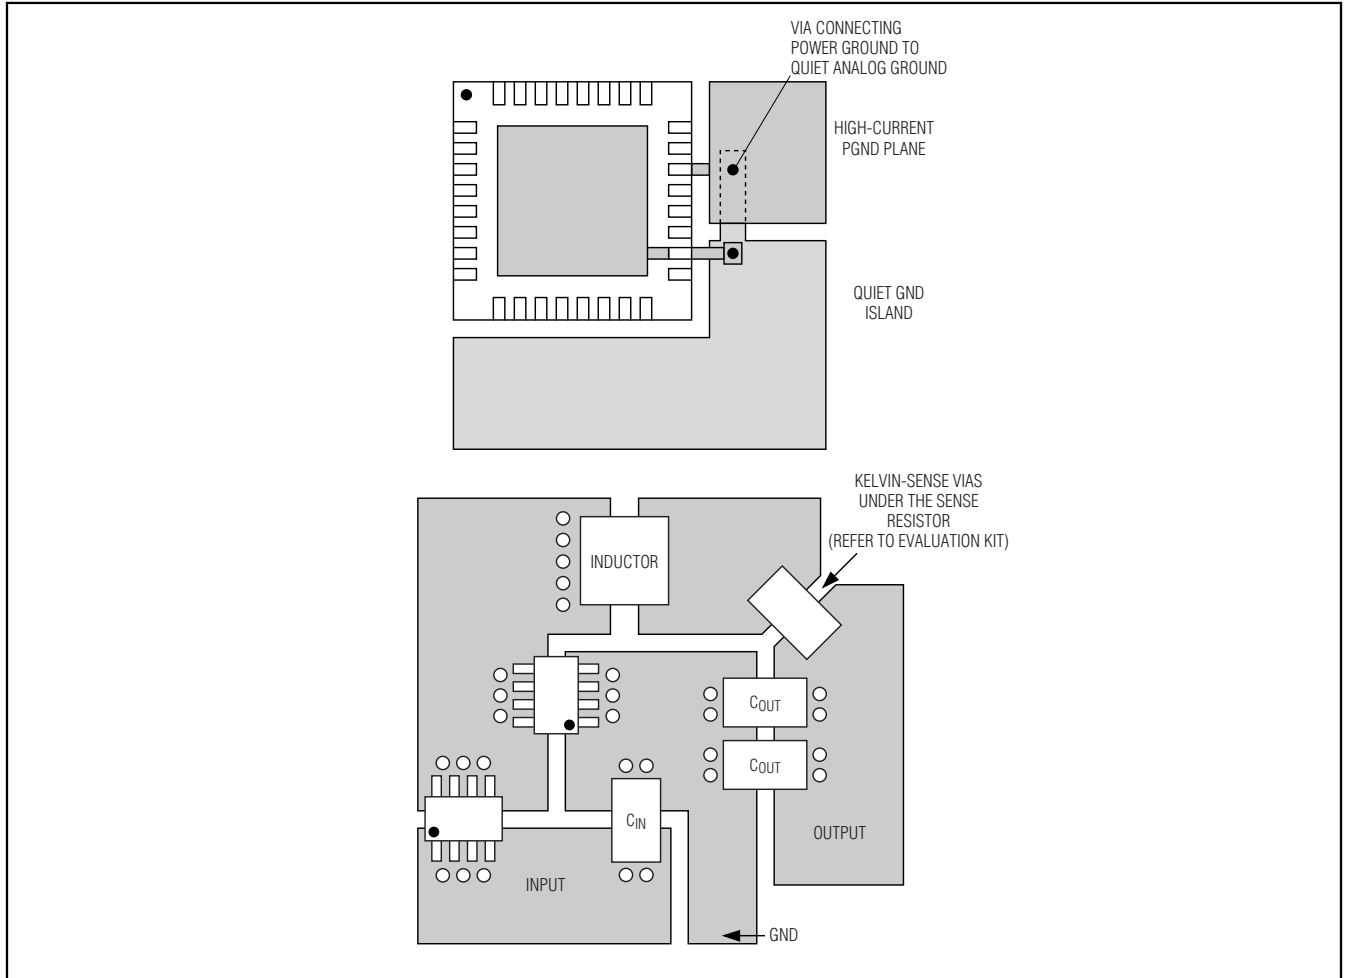 VIA CONNECTING
POWER GROUND TO
QUIET ANALOG GROUND
HIGH-CURRENT
PGND PLANE
QUIET GND
ISLAND
KELVIN-SENSE VIAS
UNDER THE SENSE
RESISTOR
(REFER TO EVALUATION KIT)
INDUCTOR
COUT
COUT
CIN
OUTPUT
INPUT
GND